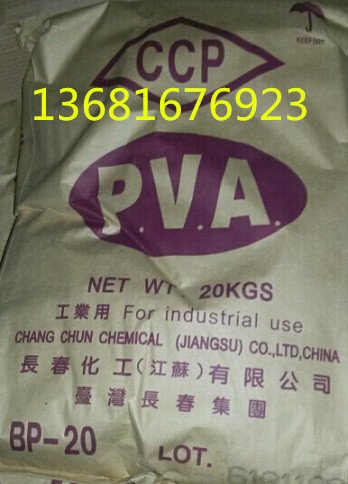 KEEP DRY
CCP
13681676923
P.V.A.
NET WT. 20KGS
工業用 For industrial use
CHANG CHUN CHEMICAL (JIANGSU) CO.,LTD,CHINA
長春化工(江蘇)有限公司
臺灣長春集團
BP-20 LOT.